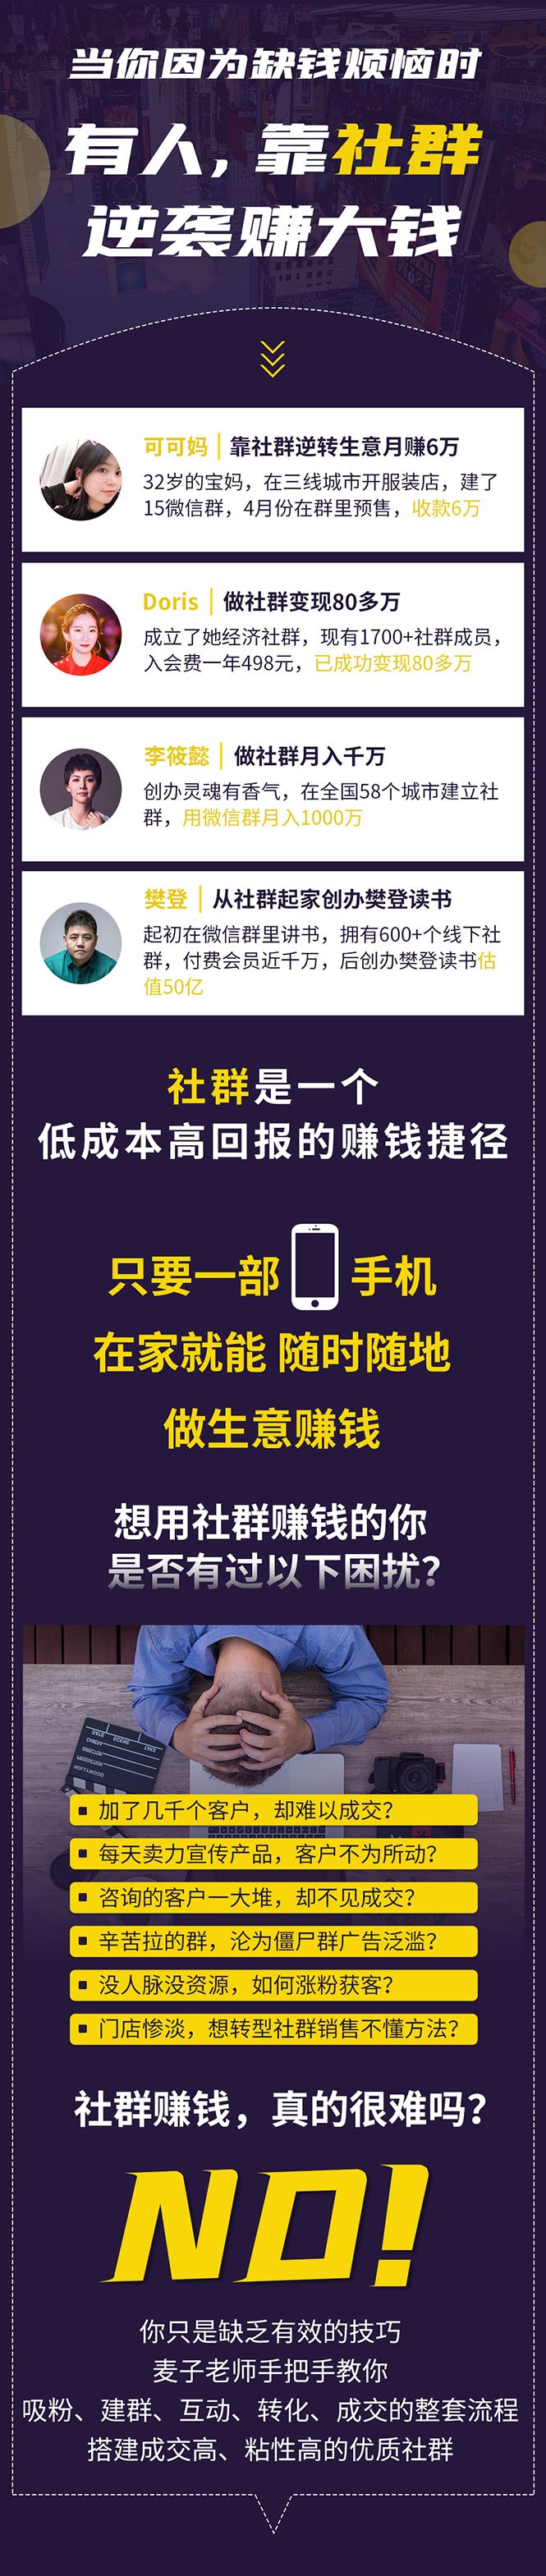 当你因为缺钱烦恼时
有人，靠社群
逆袭赚大钱
可可妈｜靠社群逆转生意月赚6万
32岁的宝妈，在三线城市开服装店，建了
15微信群，4月份在群里预售，收款6万
Doris｜做社群变现80多万
成立了她经济社群，现有1700+社群成员，
入会费一年498元，已成功变现80多万
李筱懿｜做社群月入千万
创办灵魂有香气，在全国58个城市建立社
群，用微信群月入1000万
樊登｜从社群起家创办樊登读书
起初在微信群里讲书，拥有600+个线下社
群，付费会员近千万，后创办樊登读书估
值50亿
社群是一个
低成本高回报的赚钱捷径
只要一部手机
在家就能 随时随地
做生意赚钱
想用社群赚钱的你
是否有过以下困扰？
加了几千个客户，却难以成交？
每天卖力宣传产品，客户不为所动？
咨询的客户一大堆，却不见成交？
辛苦拉的群，沦为僵尸群广告泛滥？
没人脉没资源，如何涨粉获客？
门店惨淡，想转型社群销售不懂方法？
社群赚钱，真的很难吗？
NO!
你只是缺乏有效的技巧
麦子老师手把手教你
吸粉、建群、互动、转化、成交的整套流程
搭建成交高、粘性高的优质社群